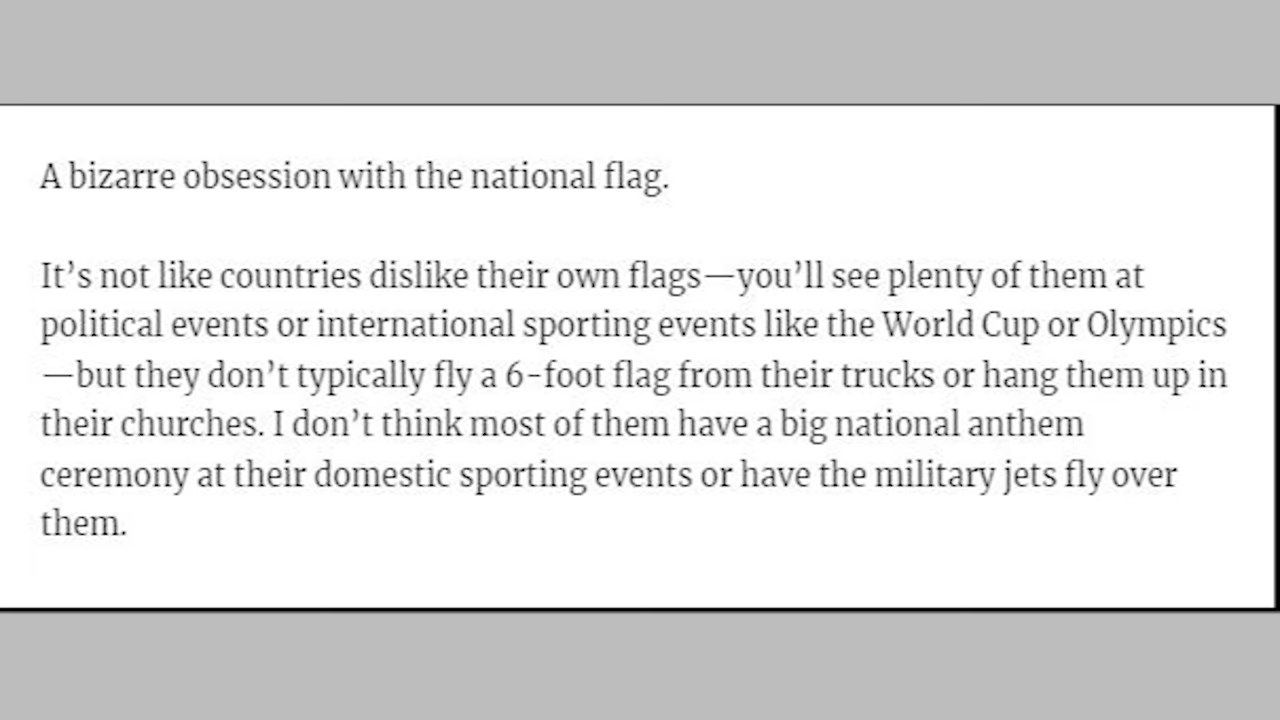 A bizarre obsession with the national flag.
It’s not like countries dislike their own flags—you’ll see plenty of them at
political events or international sporting events like the World Cup or Olympics
—but they don’t typically fly a 6-foot flag from their trucks or hang them up in
their churches. I don’t think most of them have a big national anthem
ceremony at their domestic sporting events or have the military jets fly over
them.